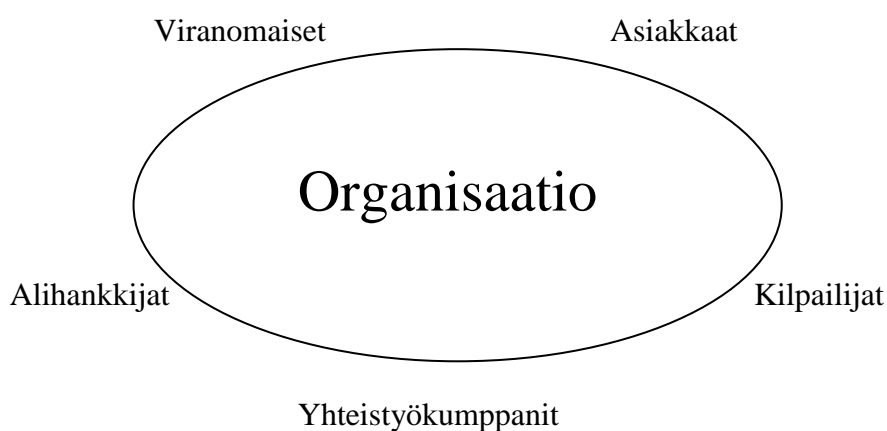 Viranomaiset
Asiakkaat
Organisaatio
Alihankkijat
Kilpailijat
Yhteistyökumppanit